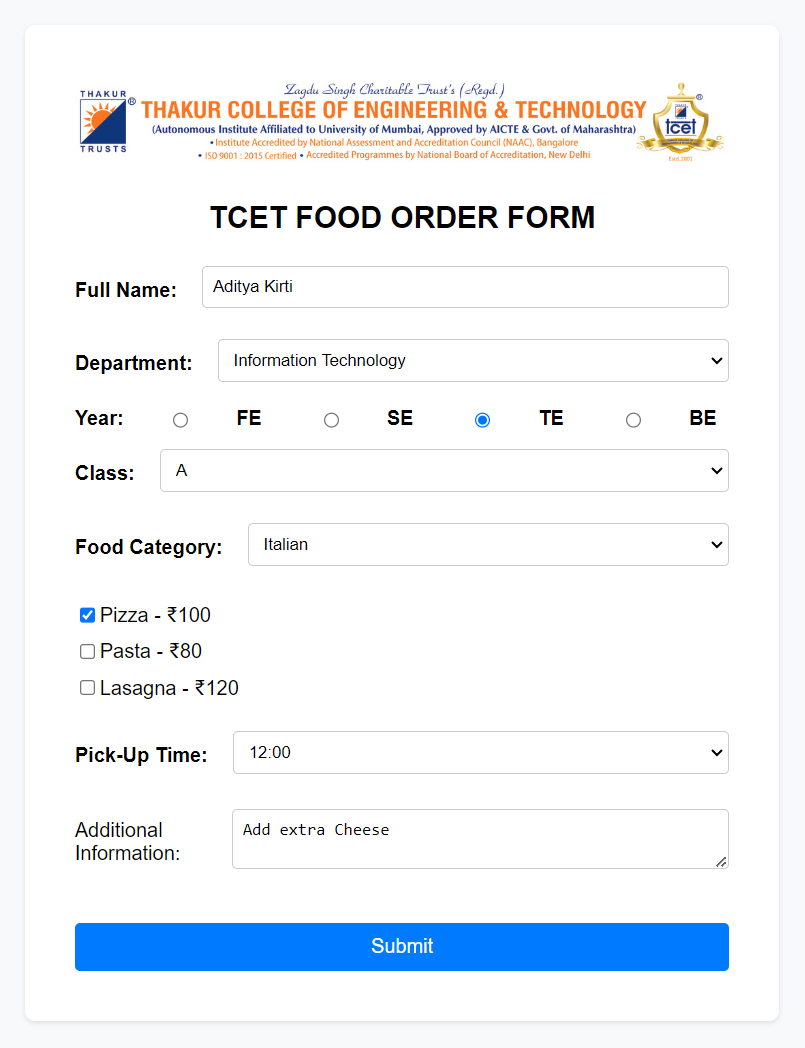 THAKUR
TRUSTS
®
Zagdu Singh Charitable Trust's (Regd.)
THAKUR COLLEGE OF ENGINEERING & TECHNOLOGY
(Autonomous Institute Affiliated to University of Mumbai, Approved by AICTE & Govt. of Maharashtra)
• Institute Accredited by National Assessment and Accreditation Council (NAAC), Bangalore
• ISO 9001 : 2015 Certified • Accredited Programmes by National Board of Accreditation, New Delhi
®
tcet
Estd. 2001
TCET FOOD ORDER FORM
Full Name: Aditya Kirti
Department: Information Technology
Year: FE SE TE BE
Class: A
Food Category: Italian
Pizza - ₹100
Pasta - ₹80
Lasagna - ₹120
Pick-Up Time: 12:00
Additional
Information:
Add extra Cheese
Submit